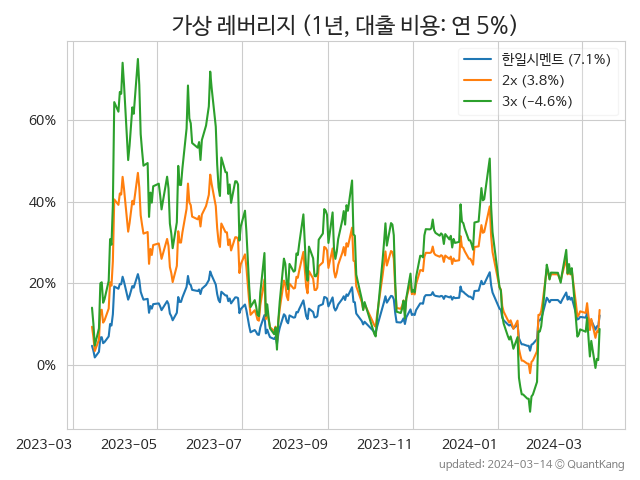 가상 레버리지 (1년, 대출 비용: 연 5%)
한일시멘트 (7.1%)
2x (3.8%)
3x (-4.6%)
60%
40%
20%
0%
2023-03 2023-05 2023-07 2023-09 2023-11 2024-01 2024-03
updated: 2024-03-14 © QuantKang